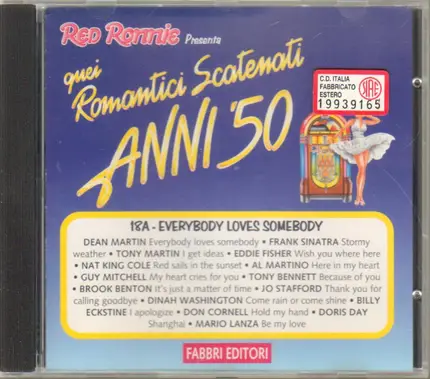 Red Ronnie Presenta
quei
Romantici Scatenati
ANNI '50
C.D. ITALIA
FABBRICATO
ESTERO
19939165
18A - EVERYBODY LOVES SOMEBODY
DEAN MARTIN Everybody loves somebody • FRANK SINATRA Stormy
weather • TONY MARTIN I get ideas • EDDIE FISHER Wish you where here
• NAT KING COLE Red sails in the sunset • AL MARTINO Here in my heart
• GUY MITCHELL My heart cries for you • TONY BENNETT Because of you
• BROOK BENTON It's just a matter of time • JO STAFFORD Thank you for
calling goodbye • DINAH WASHINGTON Come rain or come shine • BILLY
ECKSTINE I apologize • DON CORNELL Hold my hand • DORIS DAY
Shanghai • MARIO LANZA Be my love
FABBRI EDITORI